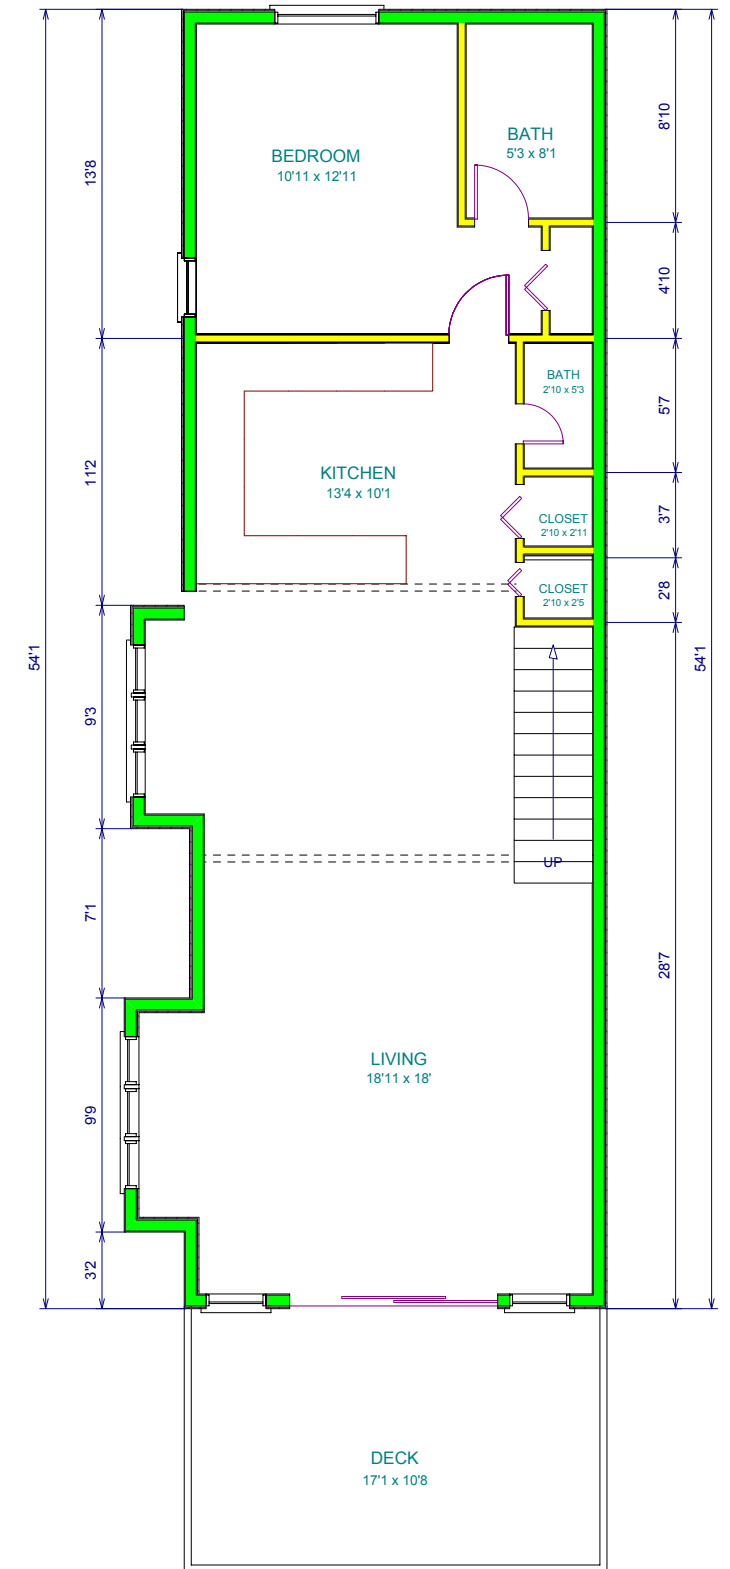 BEDROOM
10'11 x 12'11
BATH
5'3 x 8'1
BATH
2'10 x 5'3
KITCHEN
13'4 x 10'1
CLOSET
2'10 x 2'11
CLOSET
2'10 x 2'5
UP
LIVING
18'11 x 18'
DECK
17'1 x 10'8
54'1
13'8
11'2
9'3
7'1
9'9
3'2
8'10
4'10
5'7
3'7
2'8
28'7
54'1